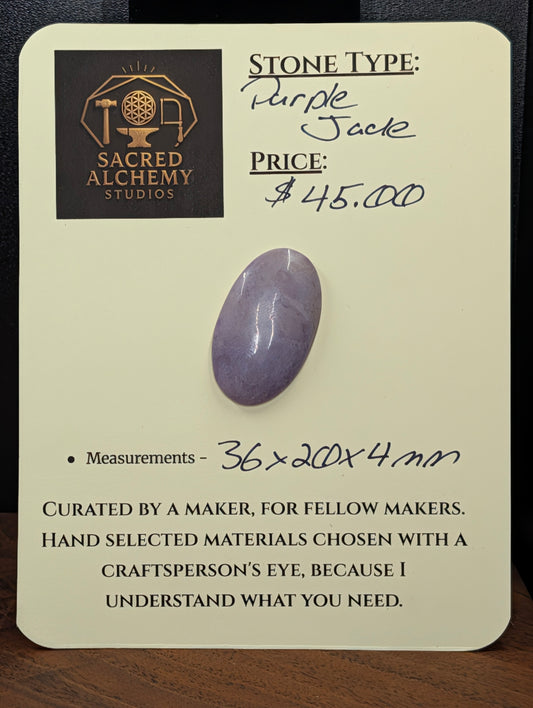 SACRED
ALCHEMY
STUDIOS
STONE TYPE:
Purple
Jade
PRICE:
$45.00
• Measurements - 36x20x4mm
CURATED BY A MAKER, FOR FELLOW MAKERS.
HAND SELECTED MATERIALS CHOSEN WITH A
CRAFTSPERSON'S EYE, BECAUSE I
UNDERSTAND WHAT YOU NEED.